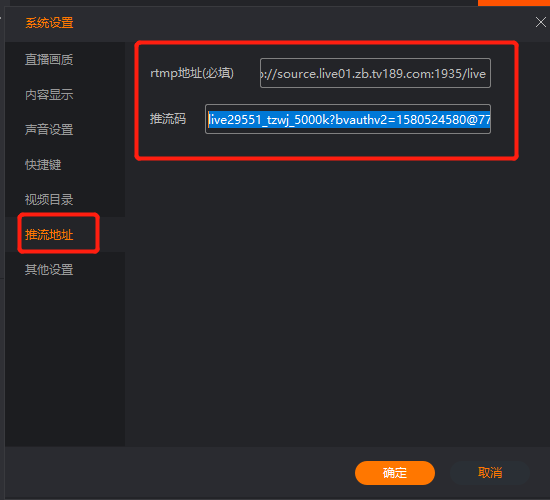 系统设置
直播画质
内容显示
声音设置
快捷键
视频目录
推流地址
其他设置
rtmp地址(必填)
://source.live01.zb.tv189.com:1935/live
推流码
live29551_tzwj_5000k?bvauthv2=1580524580@77
确定
取消